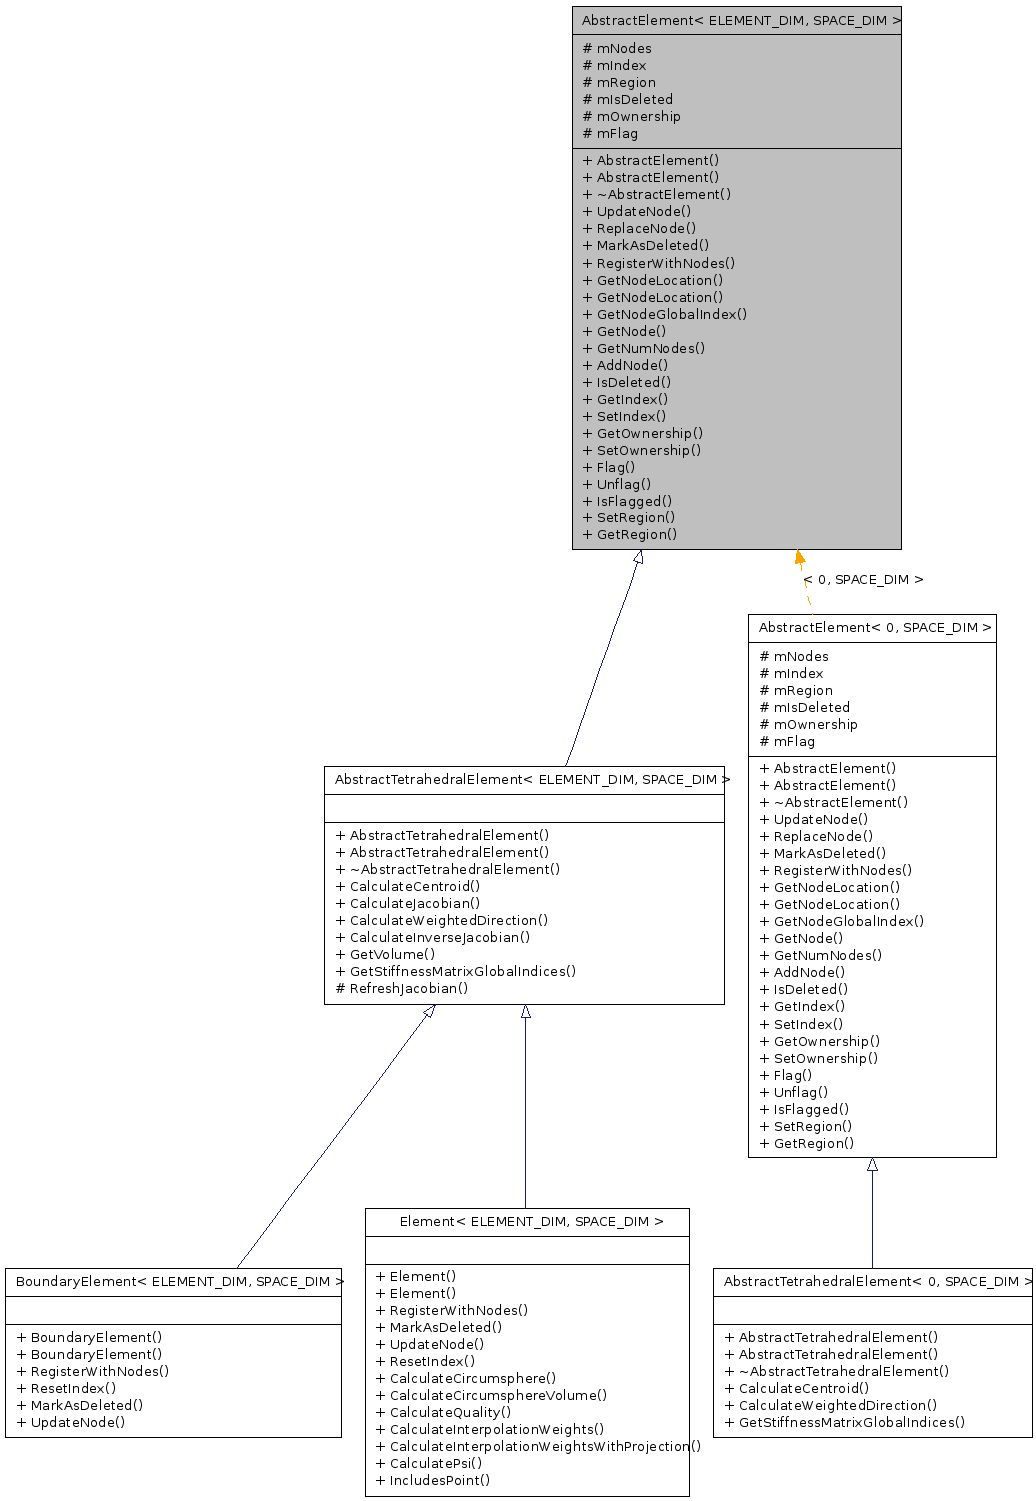 AbstractElement< ELEMENT_DIM, SPACE_DIM >
# mNodes
# mIndex
# mRegion
# mIsDeleted
# mOwnership
# mFlag
+ AbstractElement()
+ AbstractElement()
+ ~AbstractElement()
+ UpdateNode()
+ ReplaceNode()
+ MarkAsDeleted()
+ RegisterWithNodes()
+ GetNodeLocation()
+ GetNodeLocation()
+ GetNodeGlobalIndex()
+ GetNode()
+ GetNumNodes()
+ AddNode()
+ IsDeleted()
+ GetIndex()
+ SetIndex()
+ GetOwnership()
+ SetOwnership()
+ Flag()
+ Unflag()
+ IsFlagged()
+ SetRegion()
+ GetRegion()
< 0, SPACE_DIM >
AbstractElement< 0, SPACE_DIM >
# mNodes
# mIndex
# mRegion
# mIsDeleted
# mOwnership
# mFlag
+ AbstractElement()
+ AbstractElement()
+ ~AbstractElement()
+ UpdateNode()
+ ReplaceNode()
+ MarkAsDeleted()
+ RegisterWithNodes()
+ GetNodeLocation()
+ GetNodeLocation()
+ GetNodeGlobalIndex()
+ GetNode()
+ GetNumNodes()
+ AddNode()
+ IsDeleted()
+ GetIndex()
+ SetIndex()
+ GetOwnership()
+ SetOwnership()
+ Flag()
+ Unflag()
+ IsFlagged()
+ SetRegion()
+ GetRegion()
AbstractTetrahedralElement< ELEMENT_DIM, SPACE_DIM >
+ AbstractTetrahedralElement()
+ AbstractTetrahedralElement()
+ ~AbstractTetrahedralElement()
+ CalculateCentroid()
+ CalculateJacobian()
+ CalculateWeightedDirection()
+ CalculateInverseJacobian()
+ GetVolume()
+ GetStiffnessMatrixGlobalIndices()
# RefreshJacobian()
BoundaryElement< ELEMENT_DIM, SPACE_DIM >
+ BoundaryElement()
+ BoundaryElement()
+ RegisterWithNodes()
+ ResetIndex()
+ MarkAsDeleted()
+ UpdateNode()
Element< ELEMENT_DIM, SPACE_DIM >
+ Element()
+ Element()
+ RegisterWithNodes()
+ MarkAsDeleted()
+ UpdateNode()
+ ResetIndex()
+ CalculateCircumsphere()
+ CalculateCircumsphereVolume()
+ CalculateQuality()
+ CalculateInterpolationWeights()
+ CalculateInterpolationWeightsWithProjection()
+ CalculatePsi()
+ IncludesPoint()
AbstractTetrahedralElement< 0, SPACE_DIM >
+ AbstractTetrahedralElement()
+ AbstractTetrahedralElement()
+ ~AbstractTetrahedralElement()
+ CalculateCentroid()
+ CalculateWeightedDirection()
+ GetStiffnessMatrixGlobalIndices()